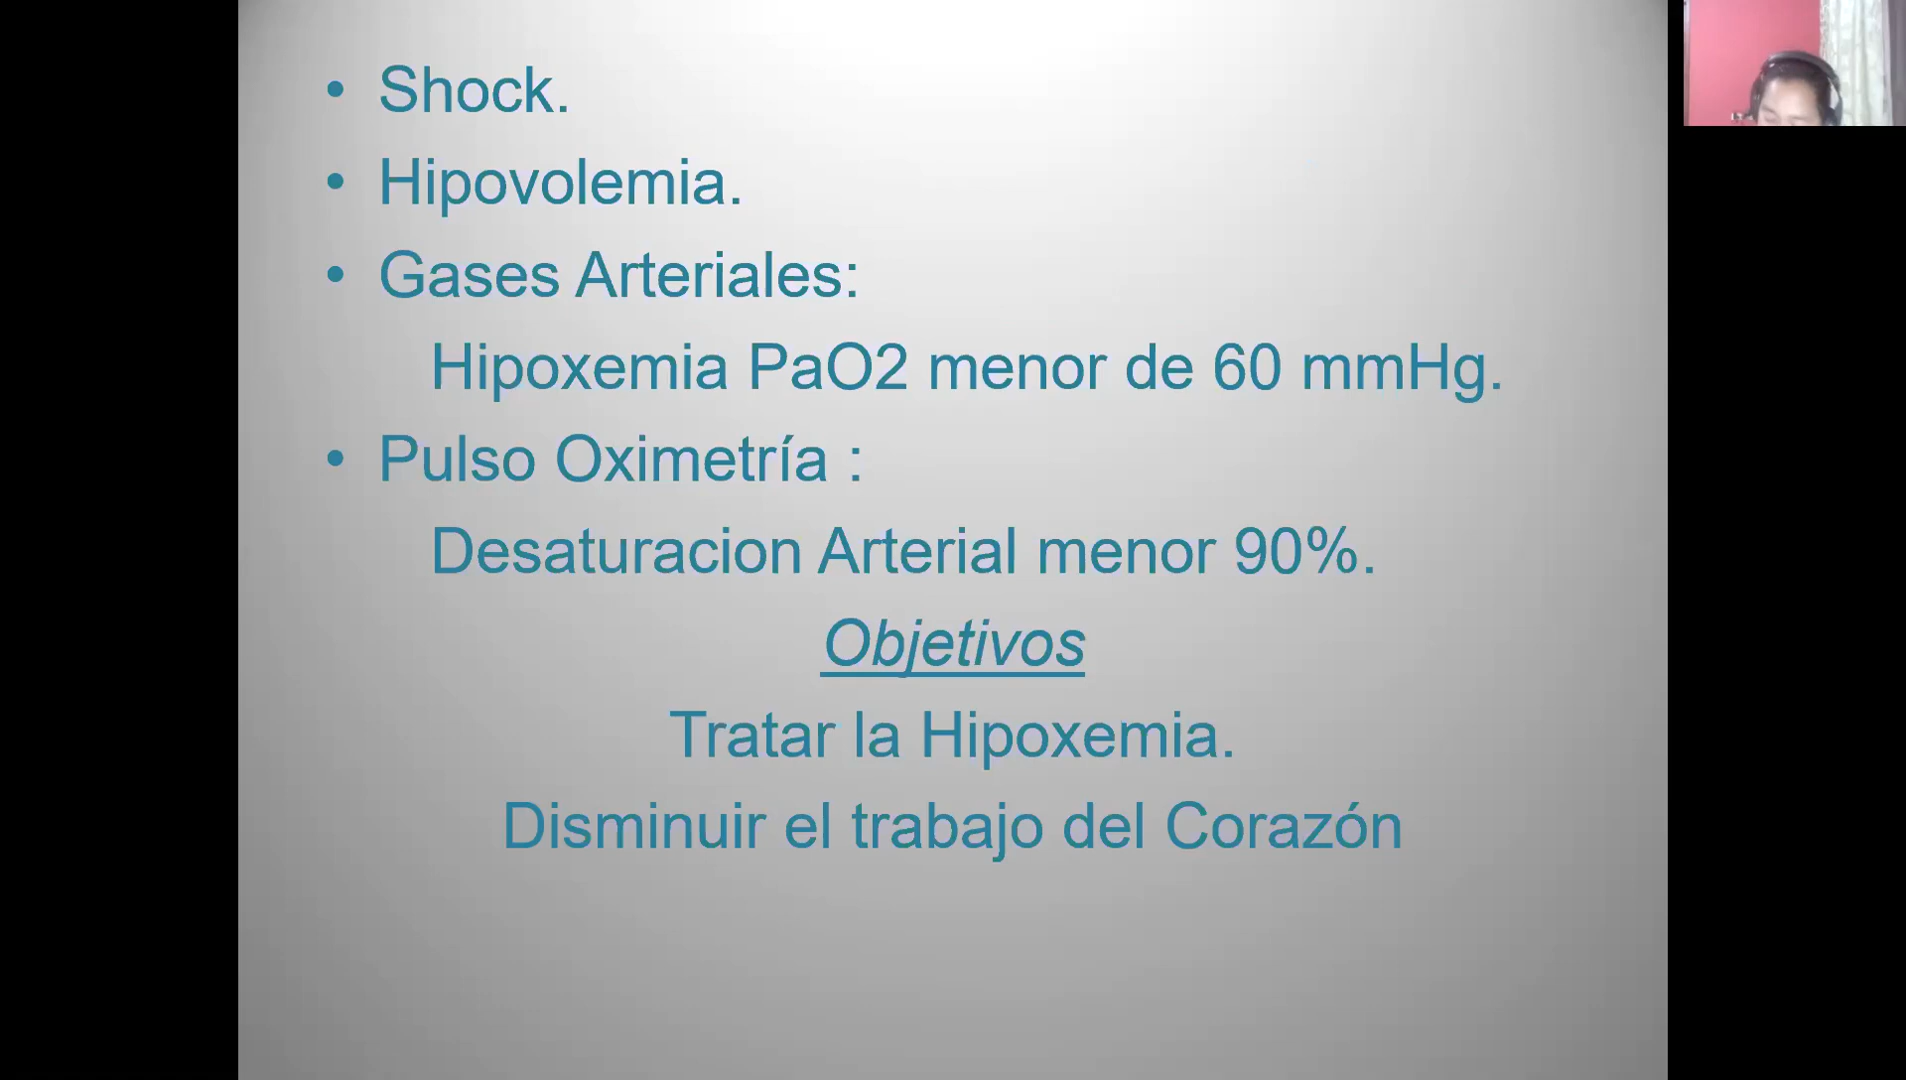 • Shock.
• Hipovolemia.
• Gases Arteriales:
Hipoxemia PaO2 menor de 60 mmHg.
• Pulso Oximetría :
Desaturacion Arterial menor 90%.
Objetivos
Tratar la Hipoxemia.
Disminuir el trabajo del Corazón